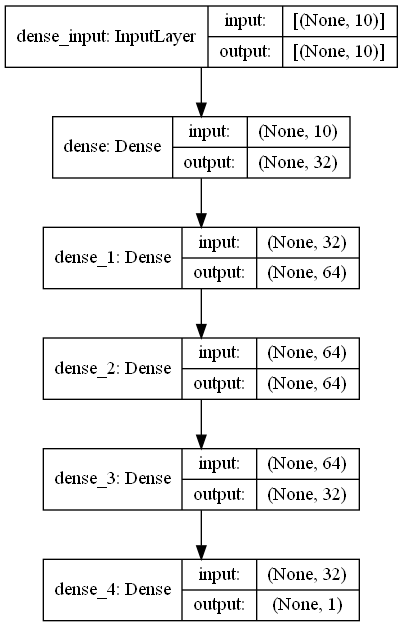 dense_input: InputLayer
input: [(None, 10)]
output: [(None, 10)]
dense: Dense
input: (None, 10)
output: (None, 32)
dense_1: Dense
input: (None, 32)
output: (None, 64)
dense_2: Dense
input: (None, 64)
output: (None, 64)
dense_3: Dense
input: (None, 64)
output: (None, 32)
dense_4: Dense
input: (None, 32)
output: (None, 1)